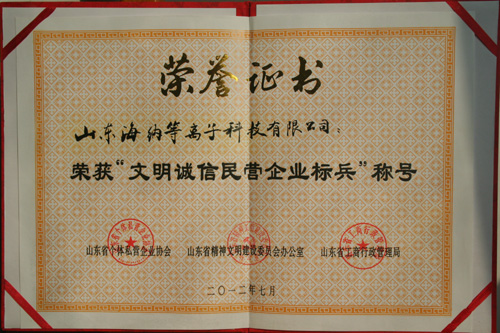 荣誉证书
山东海纳等离子科技有限公司:
荣获“文明诚信民营企业标兵”称号
山东省个体私营企业协会 山东省精神文明建设委员会办公室 山东省工商行政管理局
二〇一二年七月